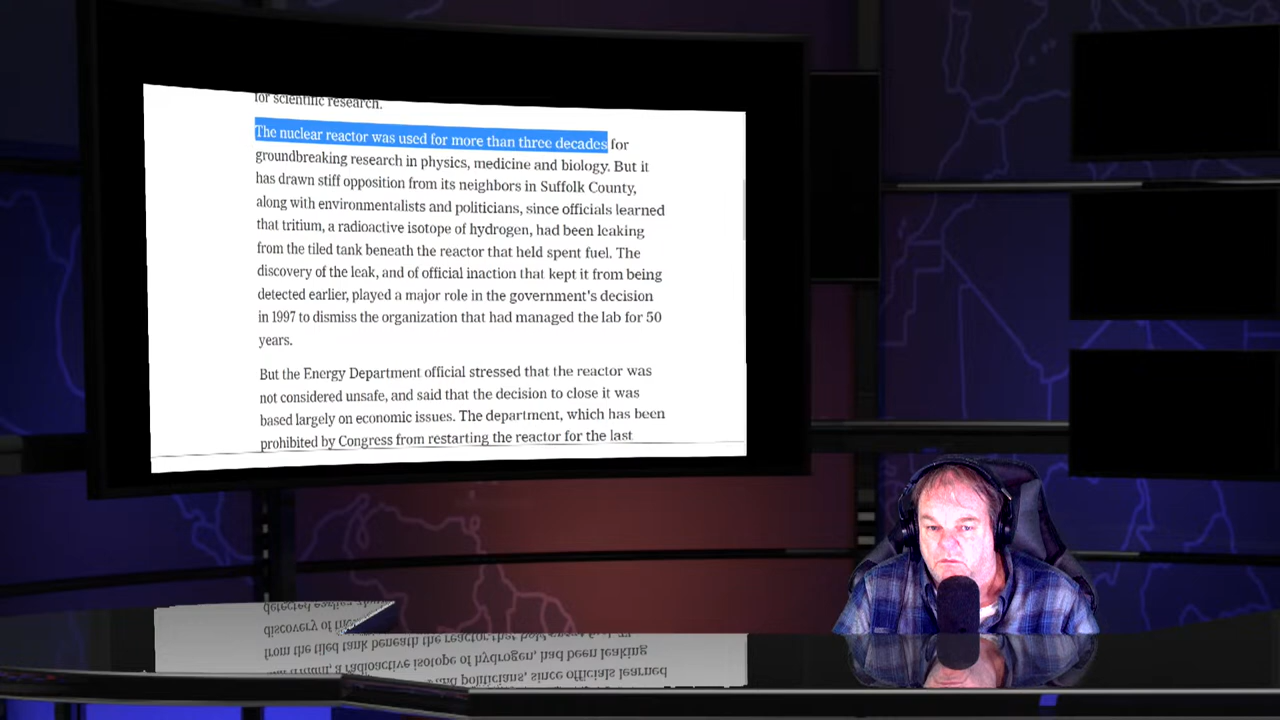 for scientific research.
The nuclear reactor was used for more than three decades for
groundbreaking research in physics, medicine and biology. But it
has drawn stiff opposition from its neighbors in Suffolk County,
along with environmentalists and politicians, since officials learned
that tritium, a radioactive isotope of hydrogen, had been leaking
from the tiled tank beneath the reactor that held spent fuel. The
discovery of the leak, and of official inaction that kept it from being
detected earlier, played a major role in the government's decision
in 1997 to dismiss the organization that had managed the lab for 50
years.
But the Energy Department official stressed that the reactor was
not considered unsafe, and said that the decision to close it was
based largely on economic issues. The department, which has been
prohibited by Congress from restarting the reactor for the last